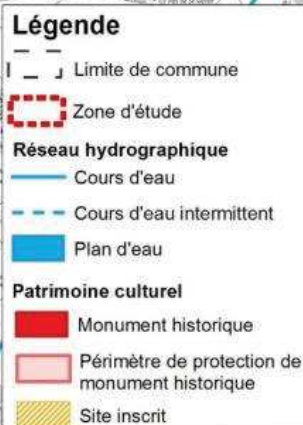 Légende
Limite de commune
Zone d'étude
Réseau hydrographique
Cours d'eau
Cours d'eau intermittent
Plan d'eau
Patrimoine culturel
Monument historique
Périmètre de protection de
monument historique
Site inscrit